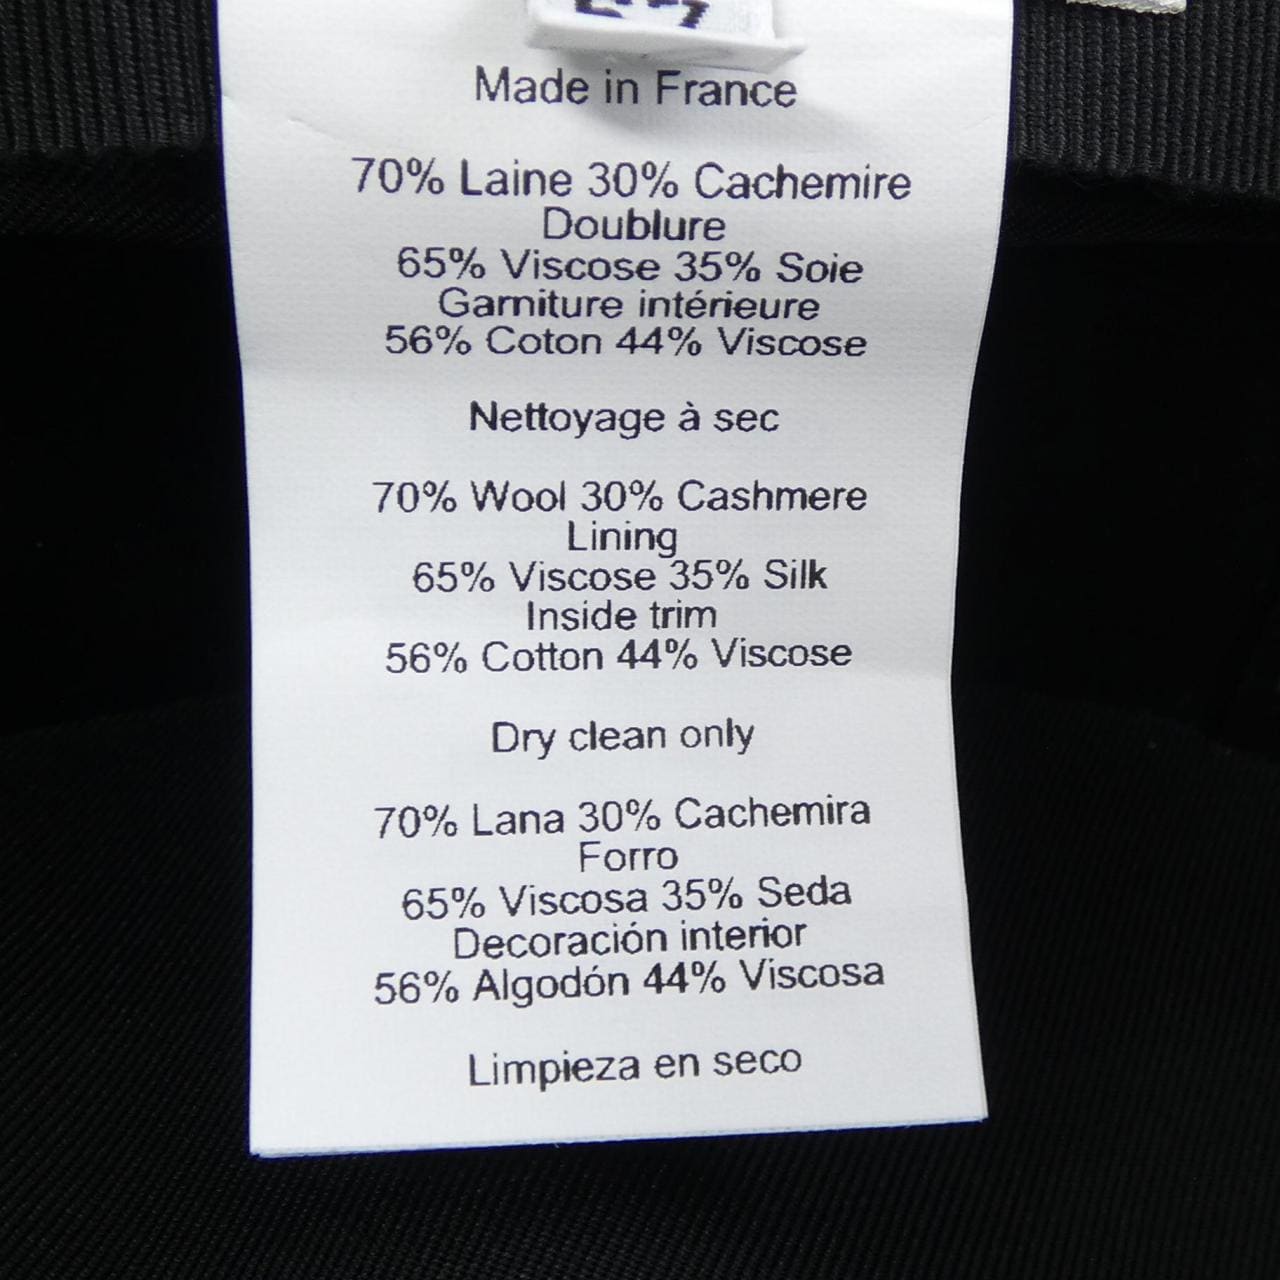 Made in France
70% Laine 30% Cachemire
Doublure
65% Viscose 35% Soie
Garniture intérieure
56% Coton 44% Viscose
Nettoyage à sec
70% Wool 30% Cashmere
Lining
65% Viscose 35% Silk
Inside trim
56% Cotton 44% Viscose
Dry clean only
70% Lana 30% Cachemira
Forro
65% Viscosa 35% Seda
Decoración interior
56% Algodón 44% Viscosa
Limpieza en seco